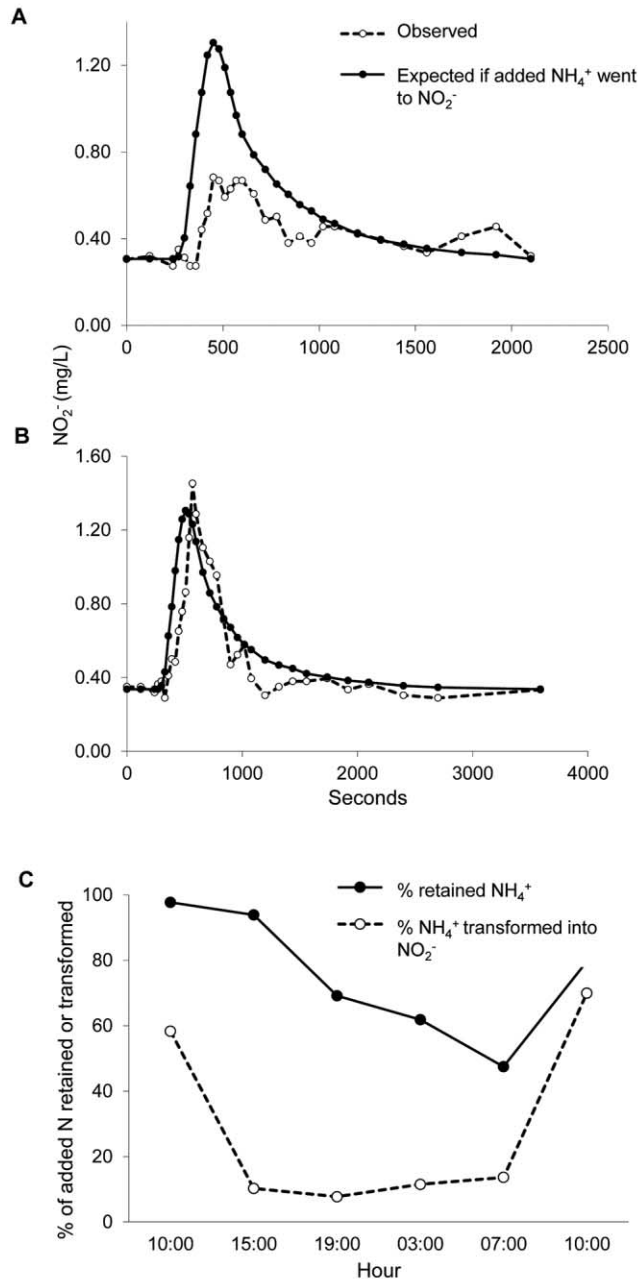 A
Observed
Expected if added NH₄⁺ went
to NO₂⁻
1.20
0.80
0.40
0.00
0 500 1000 1500 2000 2500
NO₂⁻ (mg/L)
B
1.60
1.20
0.80
0.40
0.00
0 1000 2000 3000 4000
Seconds
C
% retained NH₄⁺
% NH₄⁺ transformed into
NO₂⁻
% of added N retained or transformed
100
80
60
40
20
0
10:00 15:00 19:00 03:00 07:00 10:00
Hour